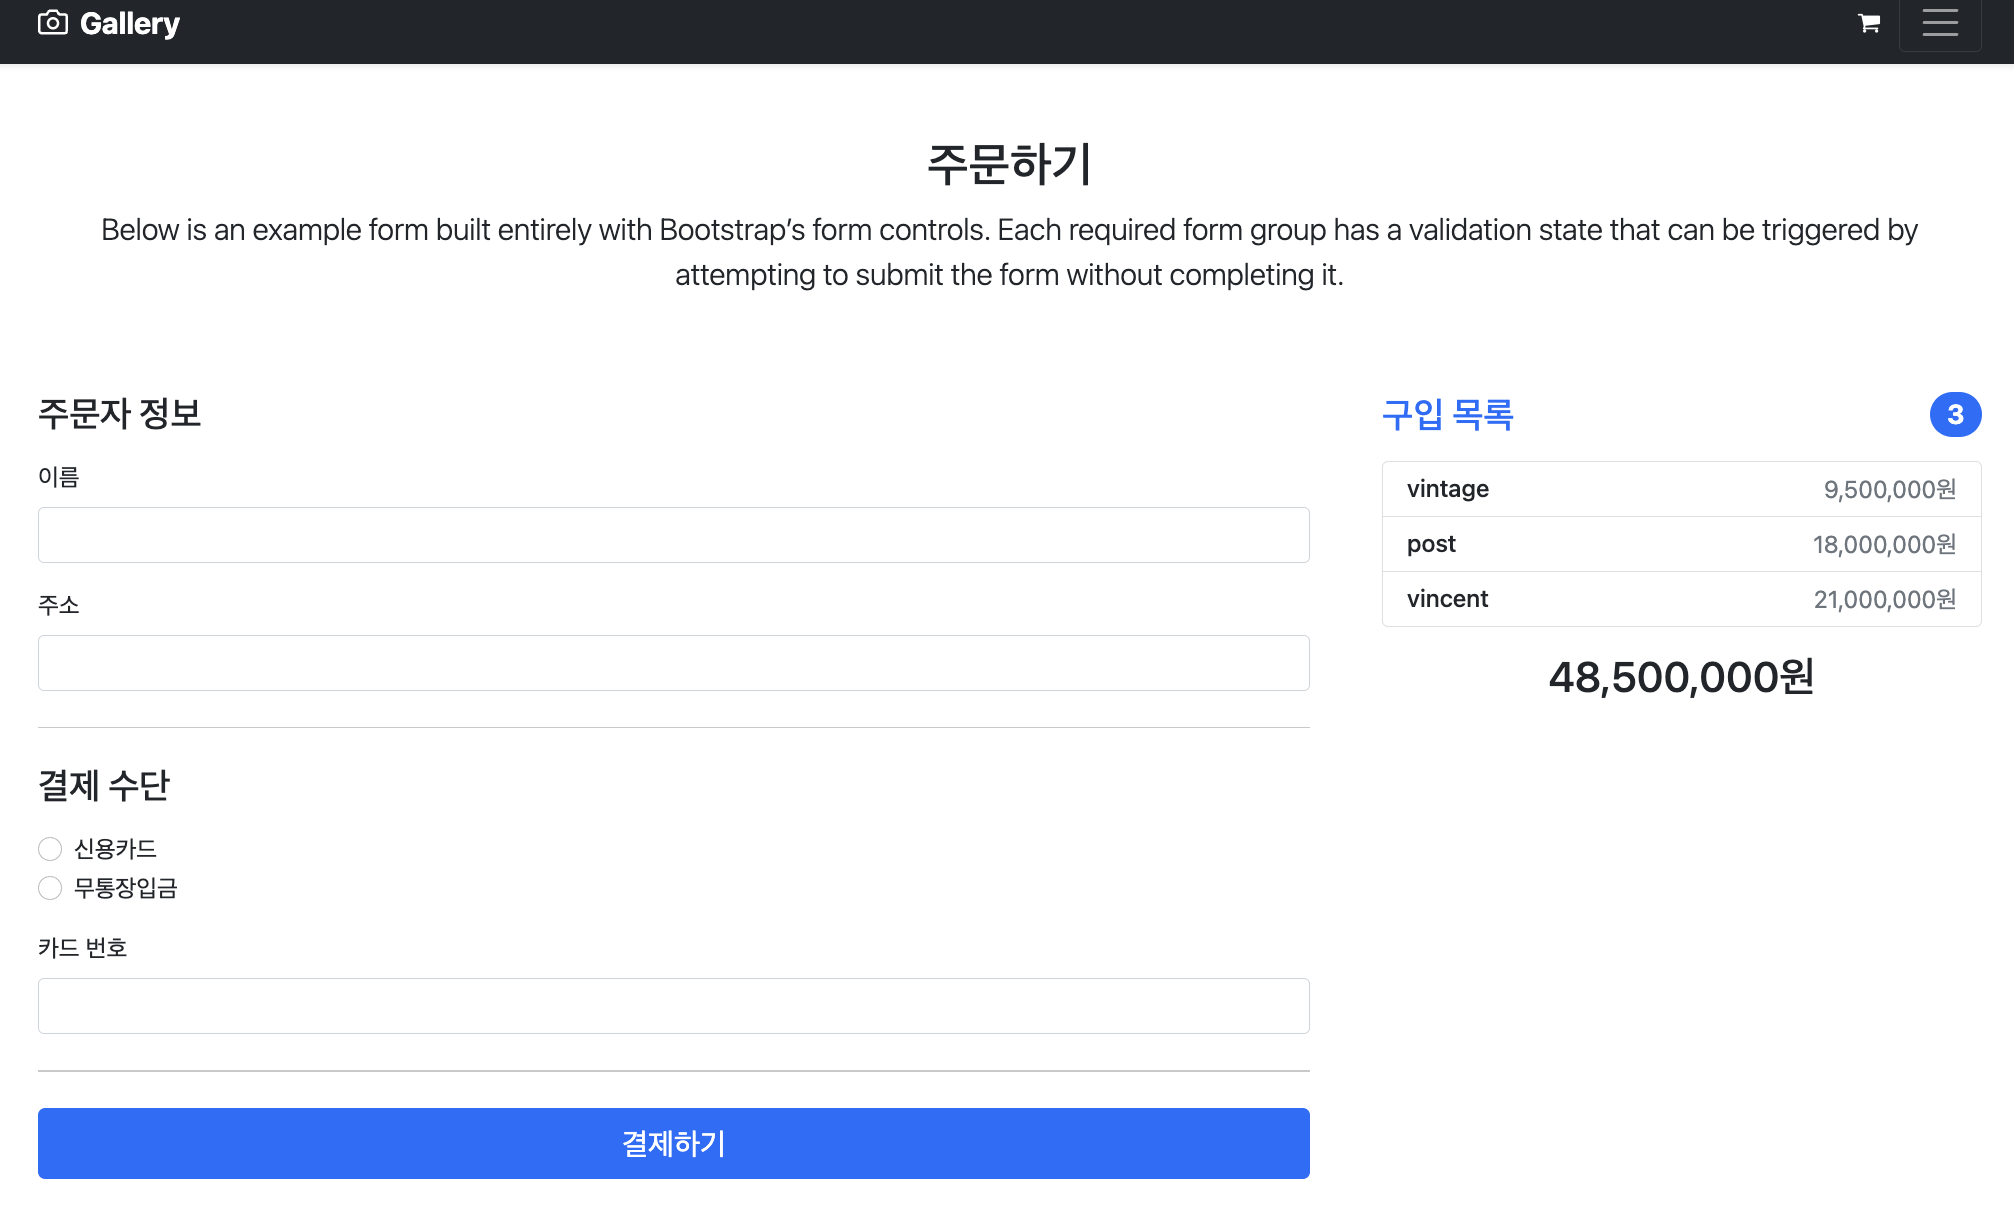 Gallery
주문하기
Below is an example form built entirely with Bootstrap’s form controls. Each required form group has a validation state that can be triggered by
attempting to submit the form without completing it.
주문자 정보
이름
주소
결제 수단
신용카드
무통장입금
카드 번호
결제하기
구입 목록 3
vintage 9,500,000원
post 18,000,000원
vincent 21,000,000원
48,500,000원